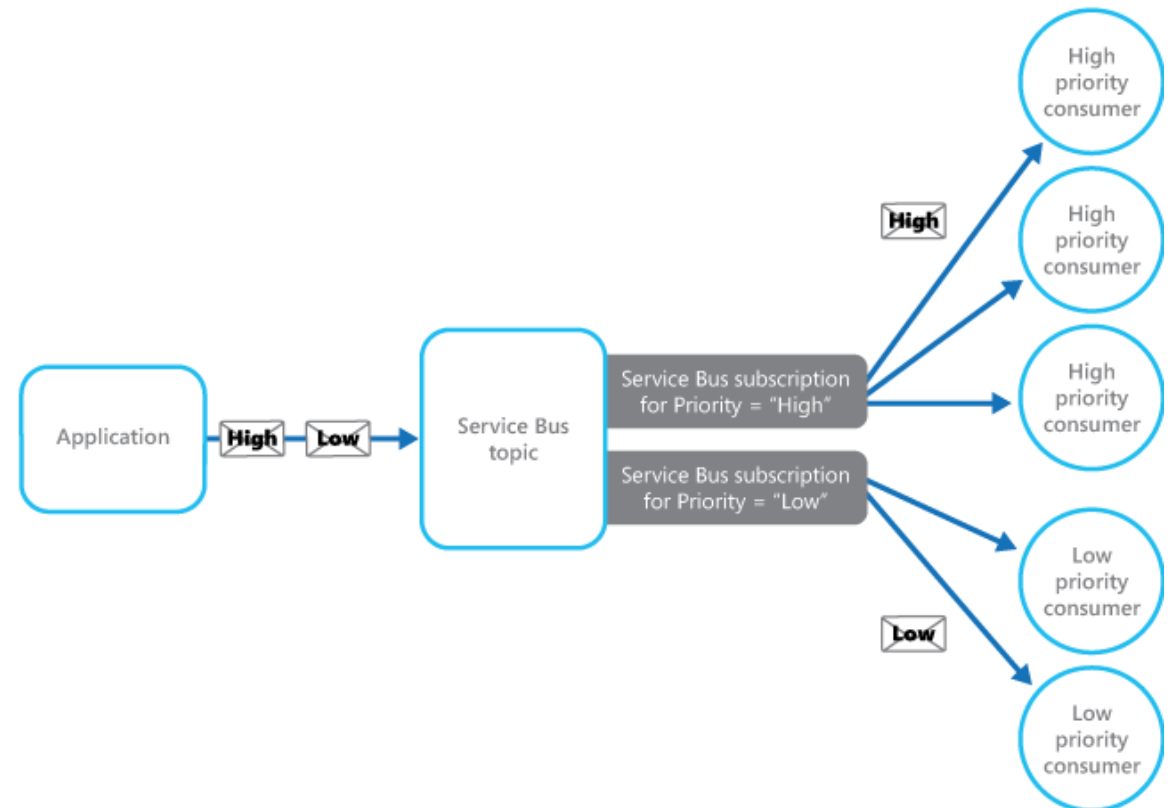 High
priority
consumer
High
High
priority
consumer
Service Bus subscription
for Priority = "High"
High
priority
consumer
Application
High
Low
Service Bus
topic
Service Bus subscription
for Priority = "Low"
Low
priority
consumer
Low
Low
priority
consumer